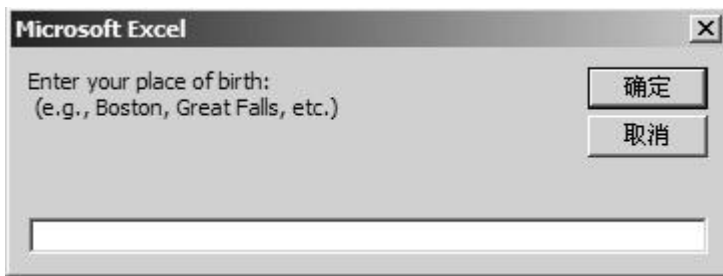 Microsoft Excel
Enter your place of birth:
(e.g., Boston, Great Falls, etc.)
确定
取消